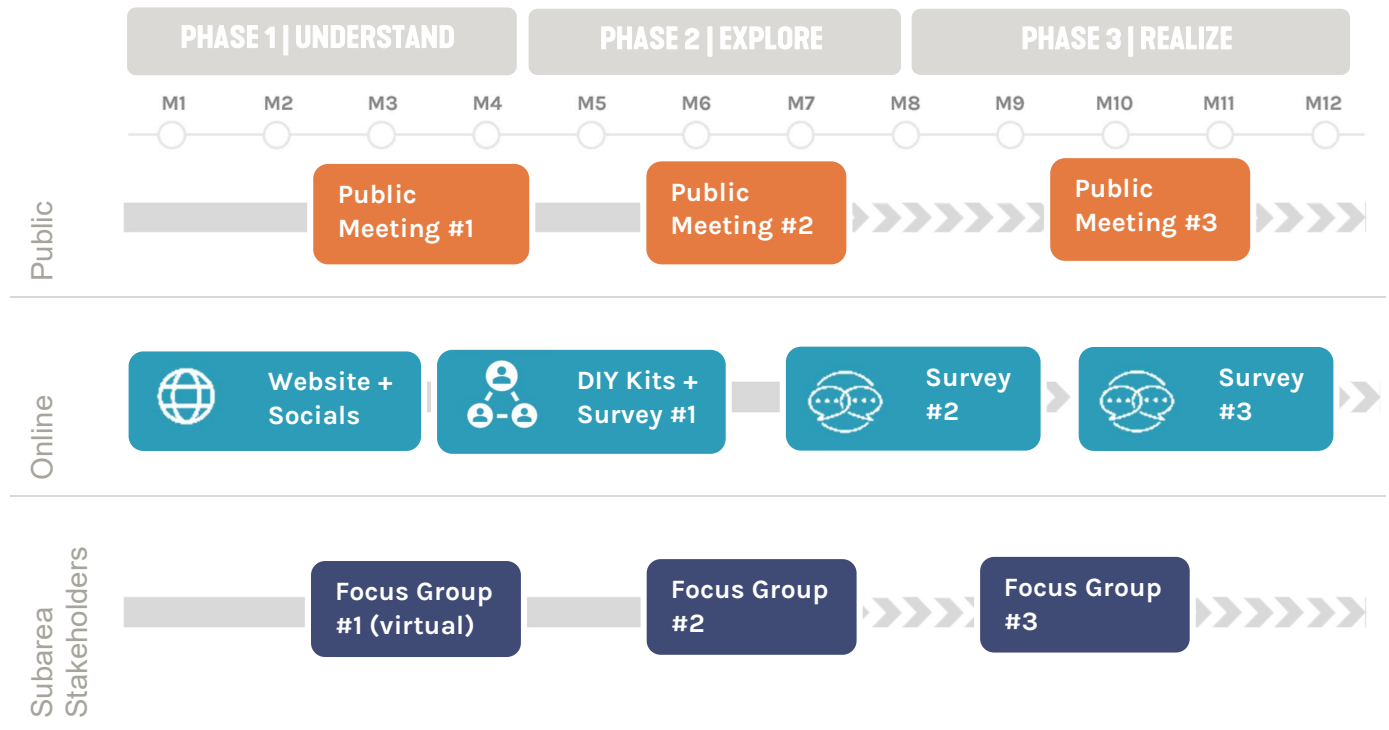 PHASE 1 | UNDERSTAND
PHASE 2 | EXPLORE
PHASE 3 | REALIZE
M1
M2
M3
M4
M5
M6
M7
M8
M9
M10
M11
M12
Public
Public
Meeting #1
Public
Meeting #2
Public
Meeting #3
Online
Website +
Socials
DIY Kits +
Survey #1
Survey
#2
Survey
#3
Subarea
Stakeholders
Focus Group
#1 (virtual)
Focus Group
#2
Focus Group
#3